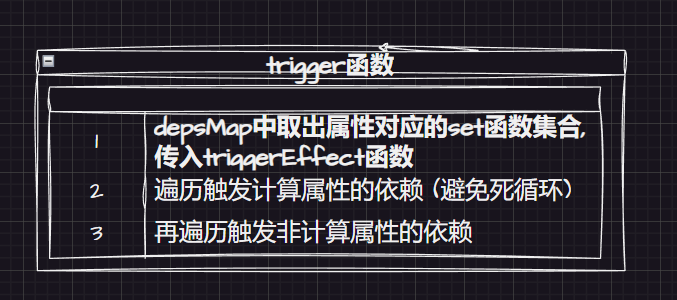 trigger函数
1
depsMap中取出属性对应的set函数集合,
传入triggerEffect函数
2 遍历触发计算属性的依赖（避免死循环）
3 再遍历触发非计算属性的依赖